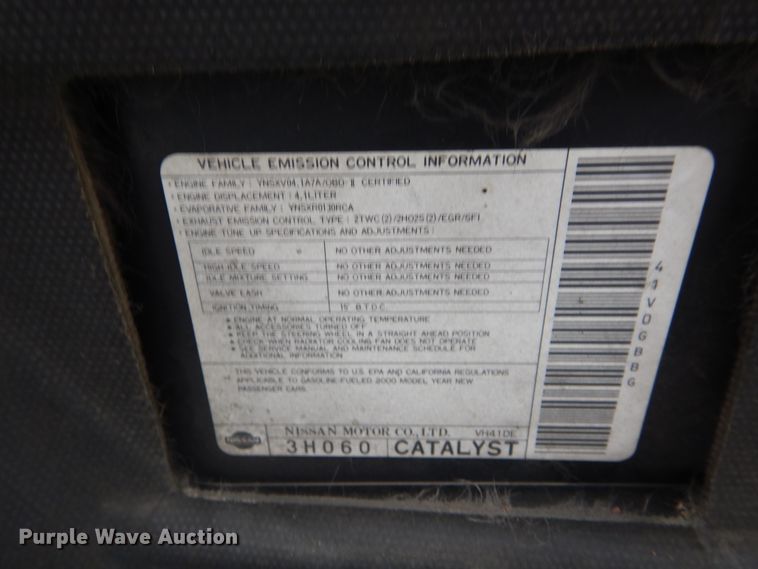 VEHICLE EMISSION CONTROL INFORMATION
• ENGINE FAMILY : YNSXV04.1A7A/OBD II CERTIFIED
• ENGINE DISPLACEMENT : 4.1LITER
• EVAPORATIVE FAMILY : YNSXR0130RCA
• EXHAUST EMISSION CONTROL TYPE : 2TWC(2)/2HO2S(2)/EGR/SFI
• ENGINE TUNE UP SPECIFICATIONS AND ADJUSTMENTS :
IDLE SPEED NO OTHER ADJUSTMENTS NEEDED
HIGH IDLE SPEED NO OTHER ADJUSTMENTS NEEDED
IDLE MIXTURE SETTING NO OTHER ADJUSTMENTS NEEDED
VALVE LASH NO OTHER ADJUSTMENTS NEEDED
IGNITION TIMING 15° B.T.D.C.
• ENGINE AT NORMAL OPERATING TEMPERATURE
• ALL ACCESSORIES TURNED OFF
• KEEP THE STEERING WHEEL IN A STRAIGHT AHEAD POSITION
• CHECK WHEN RADIATOR COOLING FAN DOES NOT OPERATE
• SEE SERVICE MANUAL AND MAINTENANCE SCHEDULE FOR
ADDITIONAL INFORMATION
THIS VEHICLE CONFORMS TO U.S. EPA AND CALIFORNIA REGULATIONS
APPLICABLE TO GASOLINE-FUELED 2000 MODEL YEAR NEW
PASSENGER CARS.
NISSAN
NISSAN MOTOR CO., LTD. VH41DE
3H060 CATALYST
41V0GBBG
Purple Wave Auction®